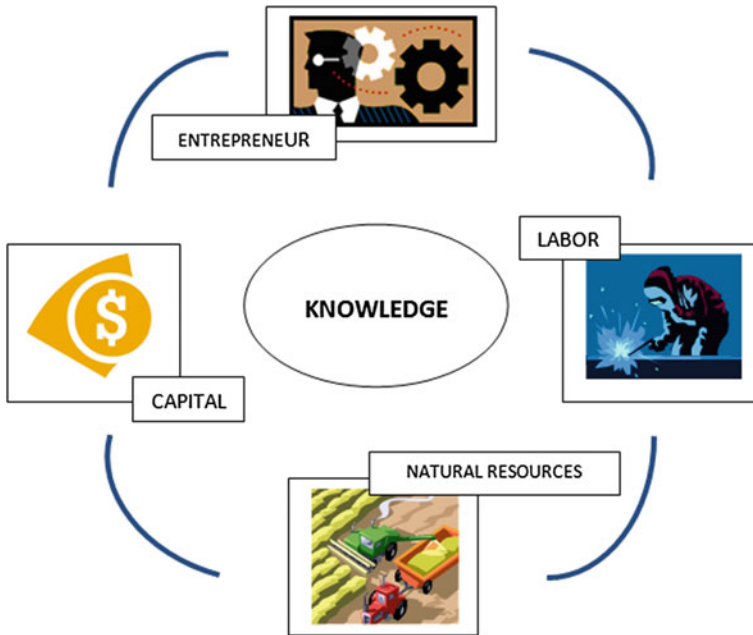 ENTREPRENEUR
LABOR
KNOWLEDGE
$
CAPITAL
NATURAL RESOURCES